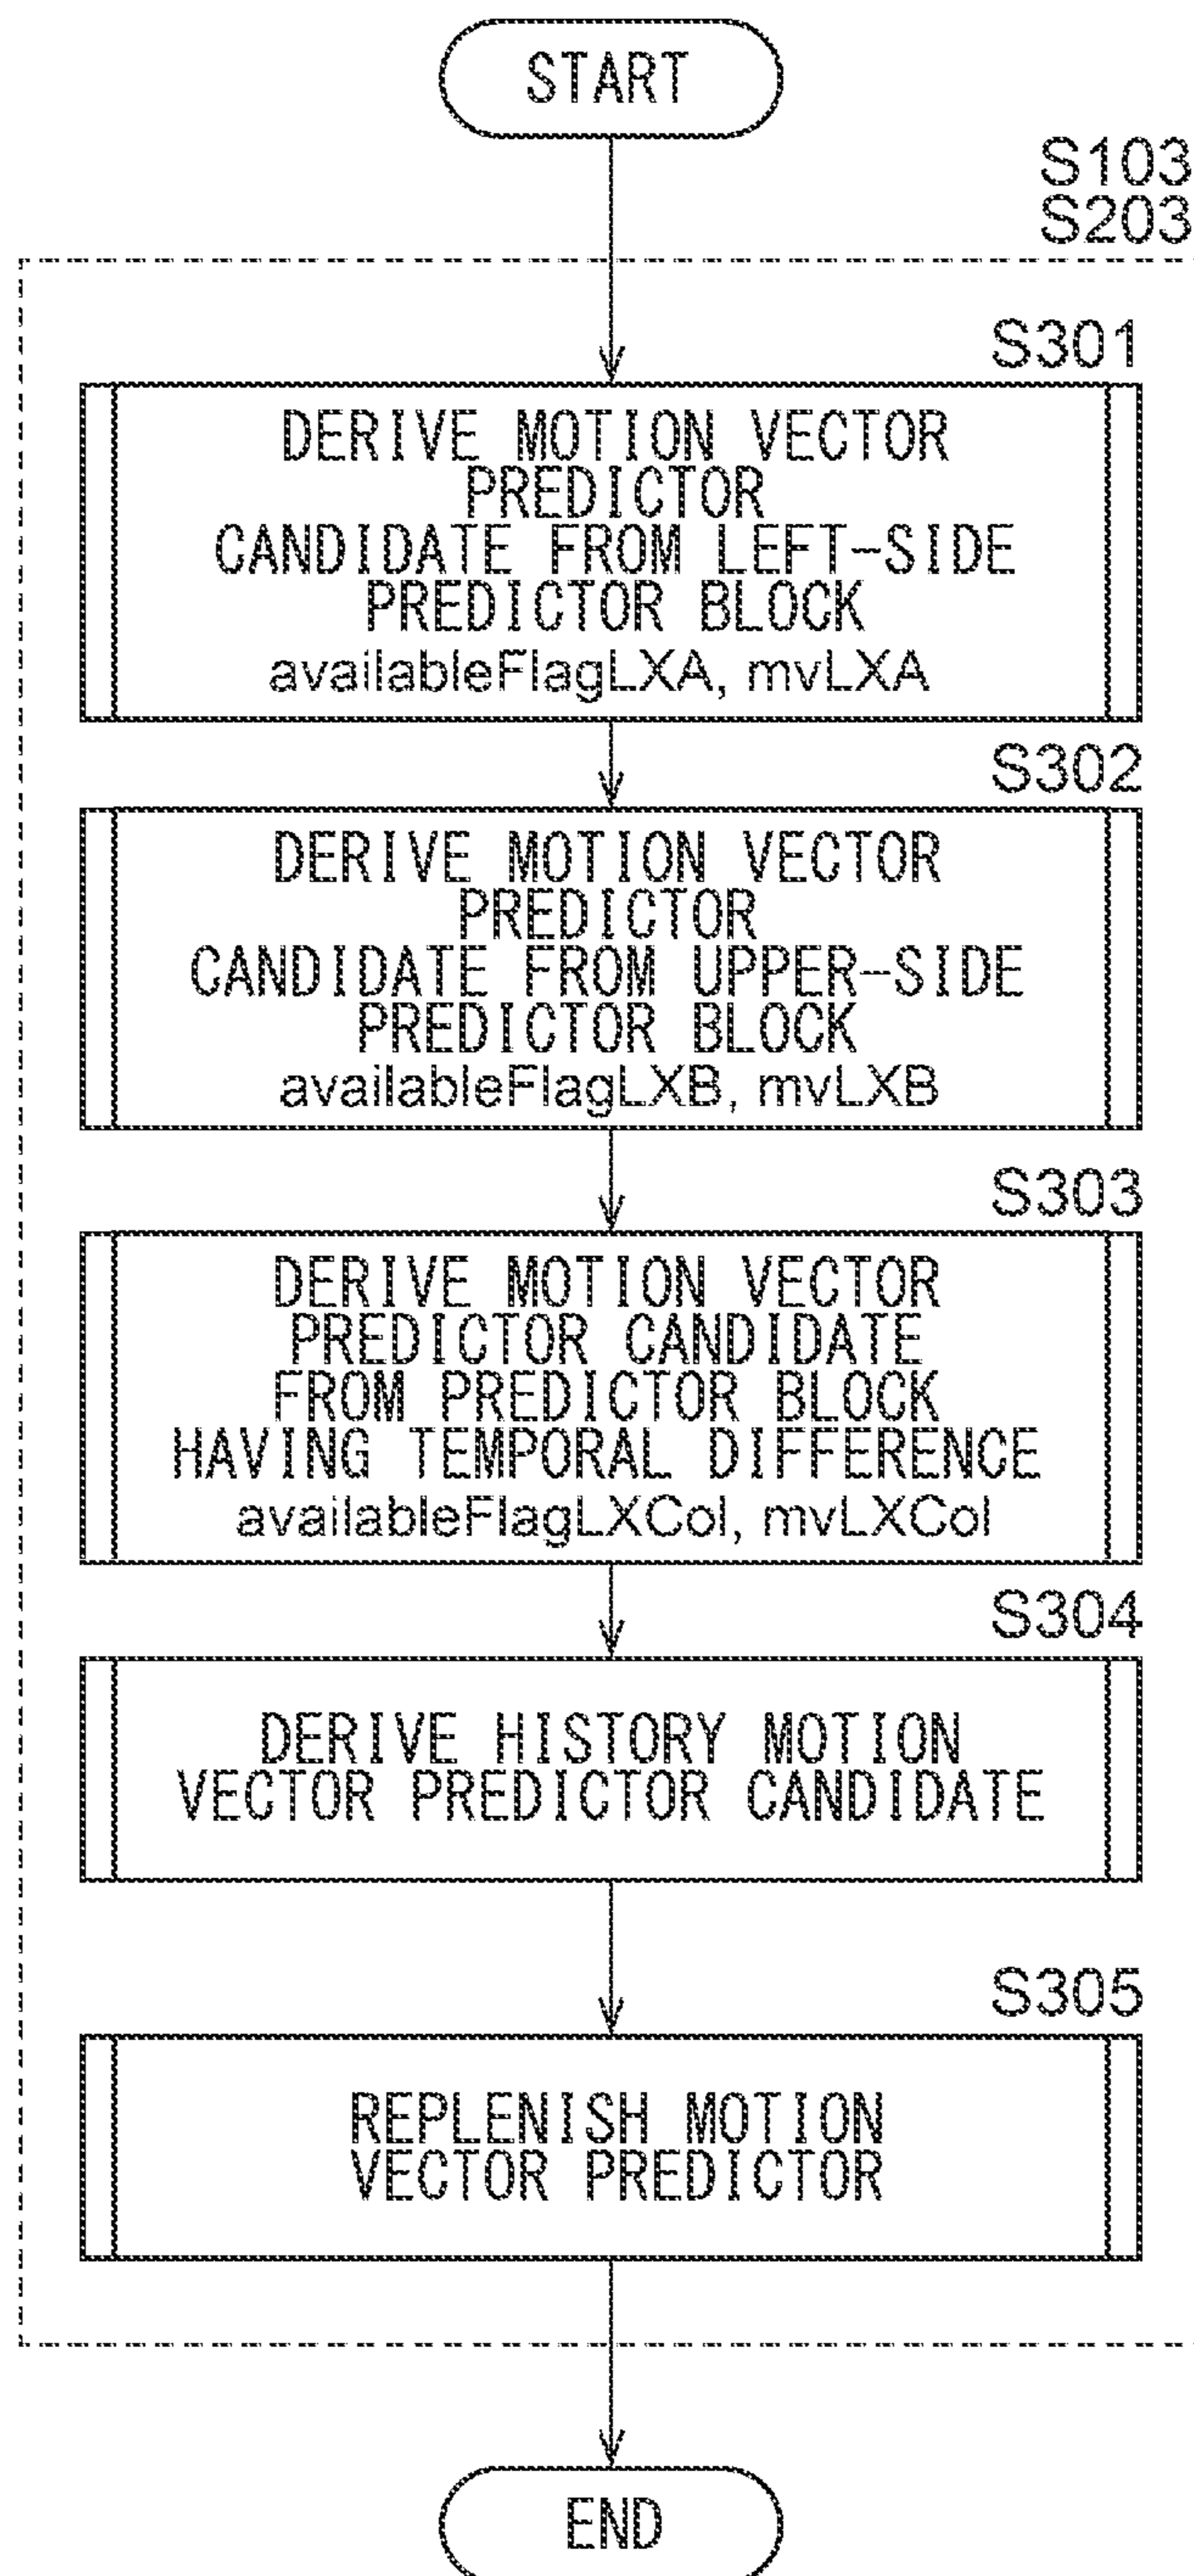 START
S103
S203
S301
DERIVE MOTION VECTOR
PREDICTOR
CANDIDATE FROM LEFT-SIDE
PREDICTOR BLOCK
availableFlagLXA, mvLXA
S302
DERIVE MOTION VECTOR
PREDICTOR
CANDIDATE FROM UPPER-SIDE
PREDICTOR BLOCK
availableFlagLXB, mvLXB
S303
DERIVE MOTION VECTOR
PREDICTOR CANDIDATE
FROM PREDICTOR BLOCK
HAVING TEMPORAL DIFFERENCE
availableFlagLXCol, mvLXCol
S304
DERIVE HISTORY MOTION
VECTOR PREDICTOR CANDIDATE
S305
REPLENISH MOTION
VECTOR PREDICTOR
END